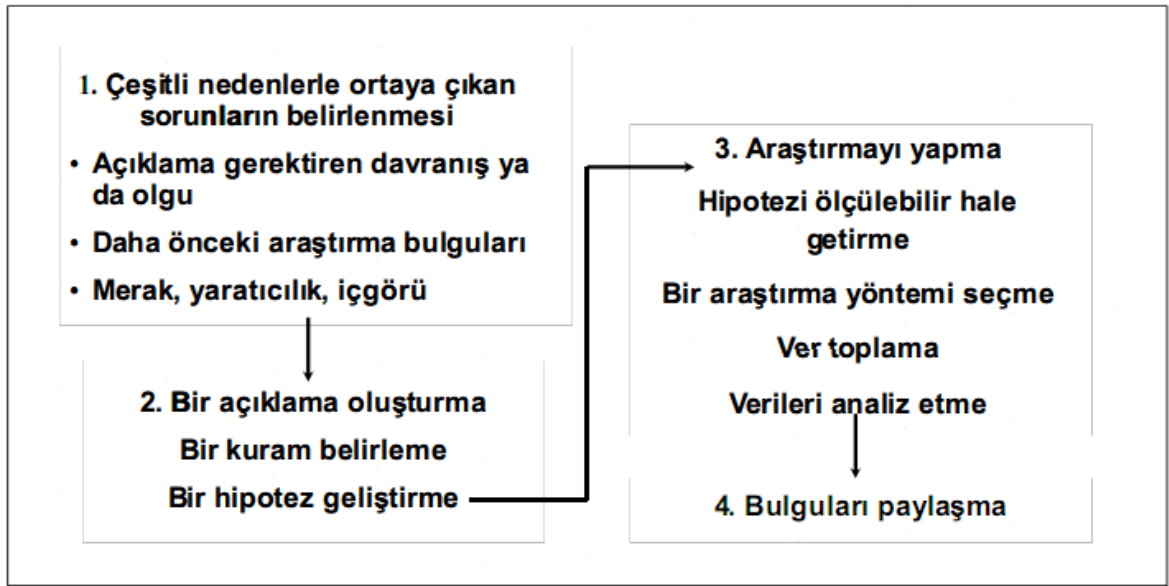 1. Çeşitli nedenlerle ortaya çıkan
sorunların belirlenmesi
• Açıklama gerektiren davranış ya
da olgu
• Daha önceki araştırma bulguları
• Merak, yaratıcılık, içgörü
2. Bir açıklama oluşturma
Bir kuram belirleme
Bir hipotez geliştirme
3. Araştırmayı yapma
Hipotezi ölçülebilir hale
getirme
Bir araştırma yöntemi seçme
Ver toplama
Verileri analiz etme
4. Bulguları paylaşma